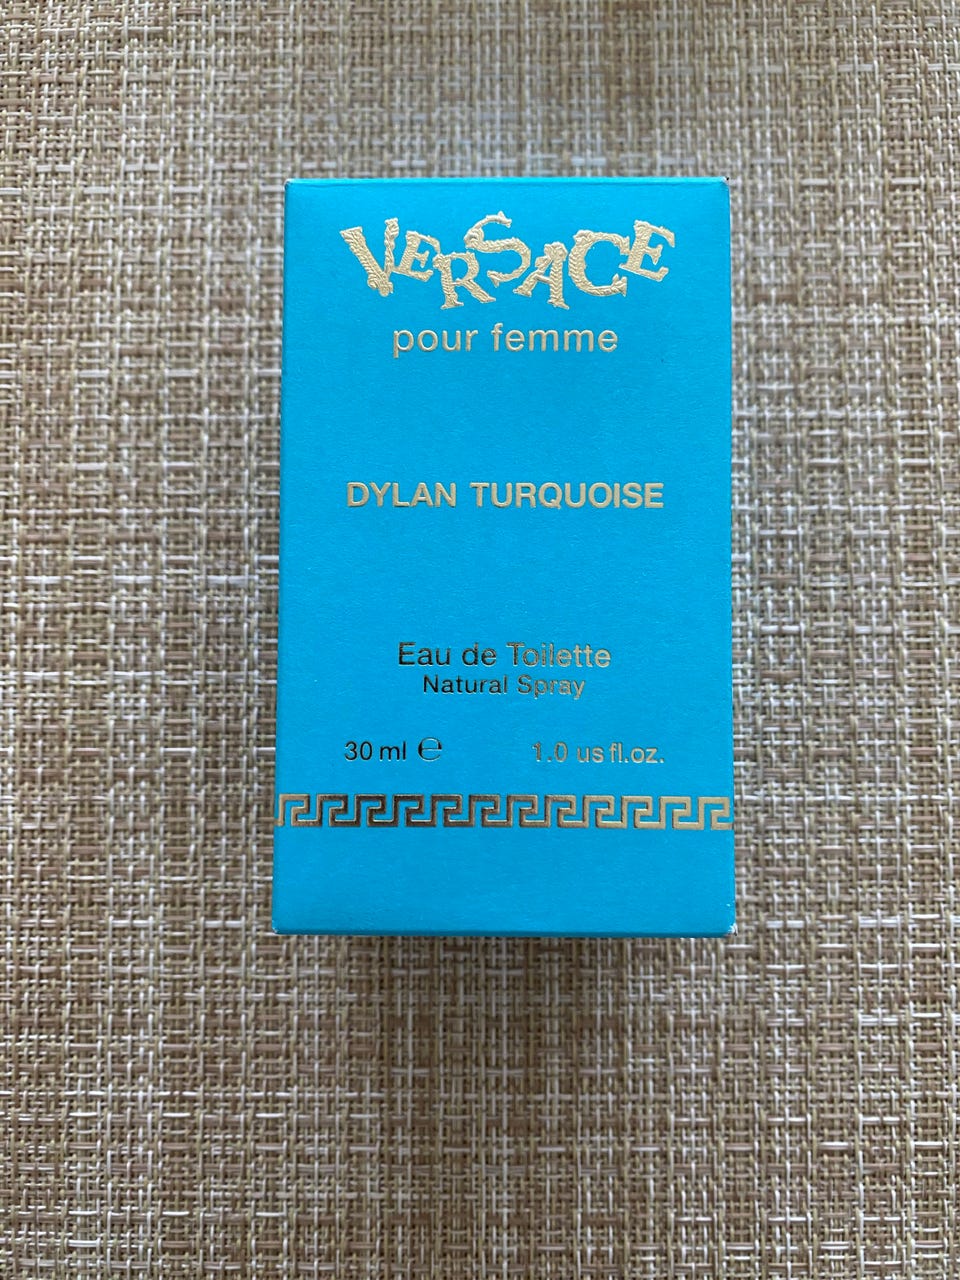 VERSACE
pour femme
DYLAN TURQUOISE
Eau de Toilette
Natural Spray
30 ml ℮ 1.0 us fl.oz.